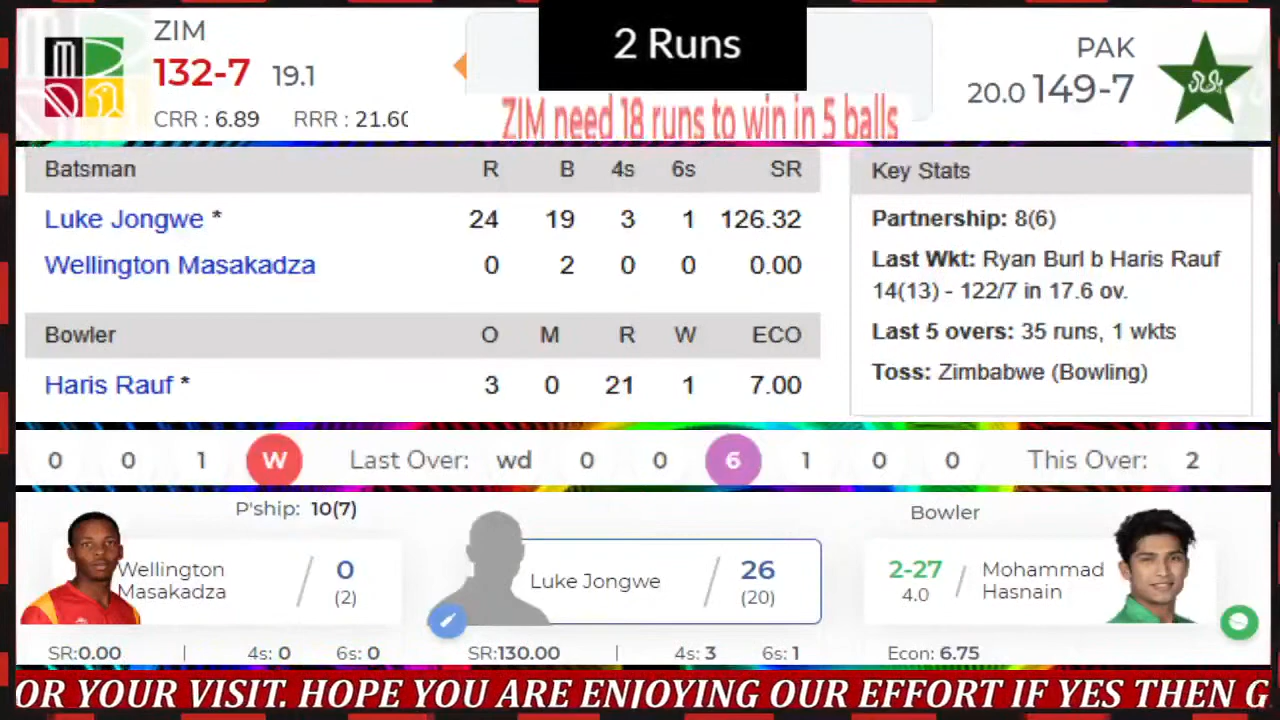 ZIM
132-7 19.1
CRR : 6.89 RRR : 21.60
2 Runs
ZIM need 18 runs to win in 5 balls
PAK
20.0 149-7
Batsman R B 4s 6s SR
Luke Jongwe * 24 19 3 1 126.32
Wellington Masakadza 0 2 0 0 0.00
Bowler O M R W ECO
Haris Rauf * 3 0 21 1 7.00
Key Stats
Partnership: 8(6)
Last Wkt: Ryan Burl b Haris Rauf
14(13) - 122/7 in 17.6 ov.
Last 5 overs: 35 runs, 1 wkts
Toss: Zimbabwe (Bowling)
0 0 1 W Last Over: wd 0 0 6 1 0 0 This Over: 2
P'ship: 10(7)
Wellington
Masakadza
0
(2)
SR:0.00 | 4s: 0 6s: 0
Luke Jongwe
26
(20)
SR:130.00 | 4s: 3 6s: 1
Bowler
2-27
4.0
Mohammad
Hasnain
Econ: 6.75
OR YOUR VISIT. HOPE YOU ARE ENJOYING OUR EFFORT IF YES THEN G